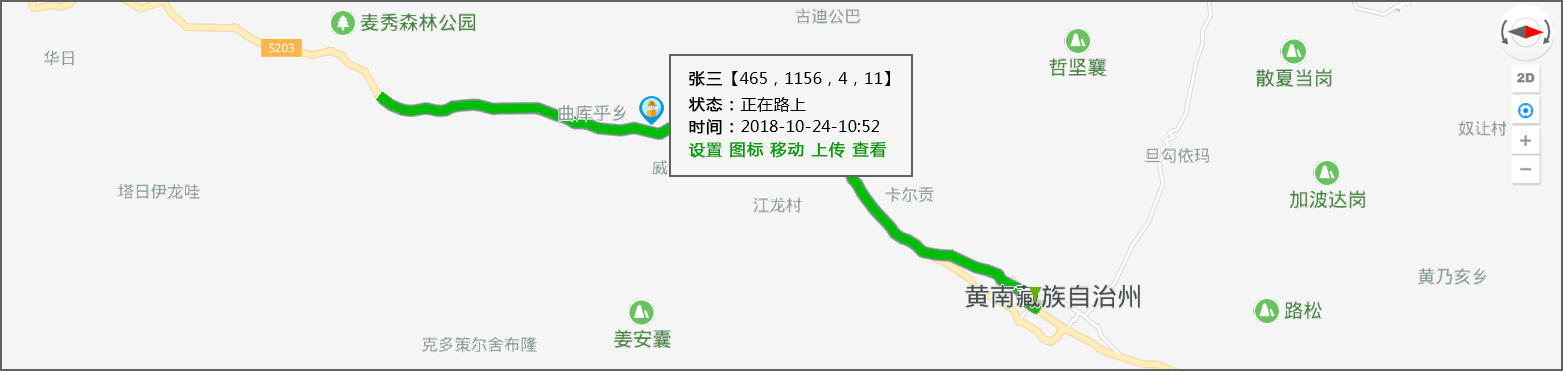 古迪公巴
麦秀森林公园
S203
华日
哲坚襄
散夏当岗
2D
张三【465，1156，4，11】
状态：正在路上
时间：2018-10-24-10:52
设置 图标 移动 上传 查看
曲库乎乡
奴让村
旦勾依玛
威
塔日伊龙哇
江龙村
卡尔贡
加波达岗
黄乃亥乡
黄南藏族自治州
路松
姜安囊
克多策尔舍布隆